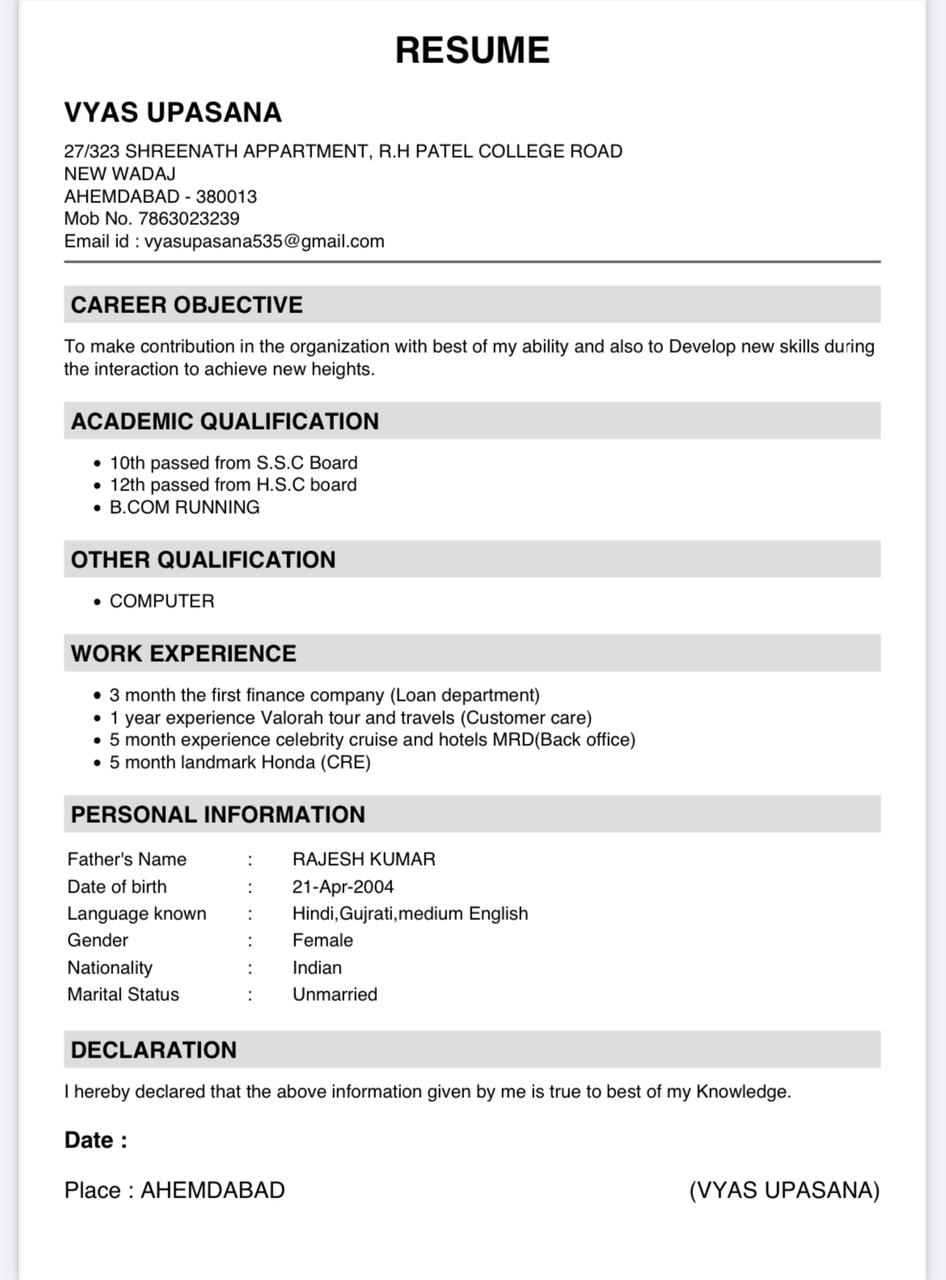 RESUME
VYAS UPASANA
27/323 SHREENATH APPARTMENT, R.H PATEL COLLEGE ROAD
NEW WADAJ
AHEMDABAD - 380013
Mob No. 7863023239
Email id : vyasupasana535@gmail.com
CAREER OBJECTIVE
To make contribution in the organization with best of my ability and also to Develop new skills during
the interaction to achieve new heights.
ACADEMIC QUALIFICATION
• 10th passed from S.S.C Board
• 12th passed from H.S.C board
• B.COM RUNNING
OTHER QUALIFICATION
• COMPUTER
WORK EXPERIENCE
• 3 month the first finance company (Loan department)
• 1 year experience Valorah tour and travels (Customer care)
• 5 month experience celebrity cruise and hotels MRD(Back office)
• 5 month landmark Honda (CRE)
PERSONAL INFORMATION
Father's Name : RAJESH KUMAR
Date of birth : 21-Apr-2004
Language known : Hindi,Gujrati,medium English
Gender : Female
Nationality : Indian
Marital Status : Unmarried
DECLARATION
I hereby declared that the above information given by me is true to best of my Knowledge.
Date :
Place : AHEMDABAD (VYAS UPASANA)